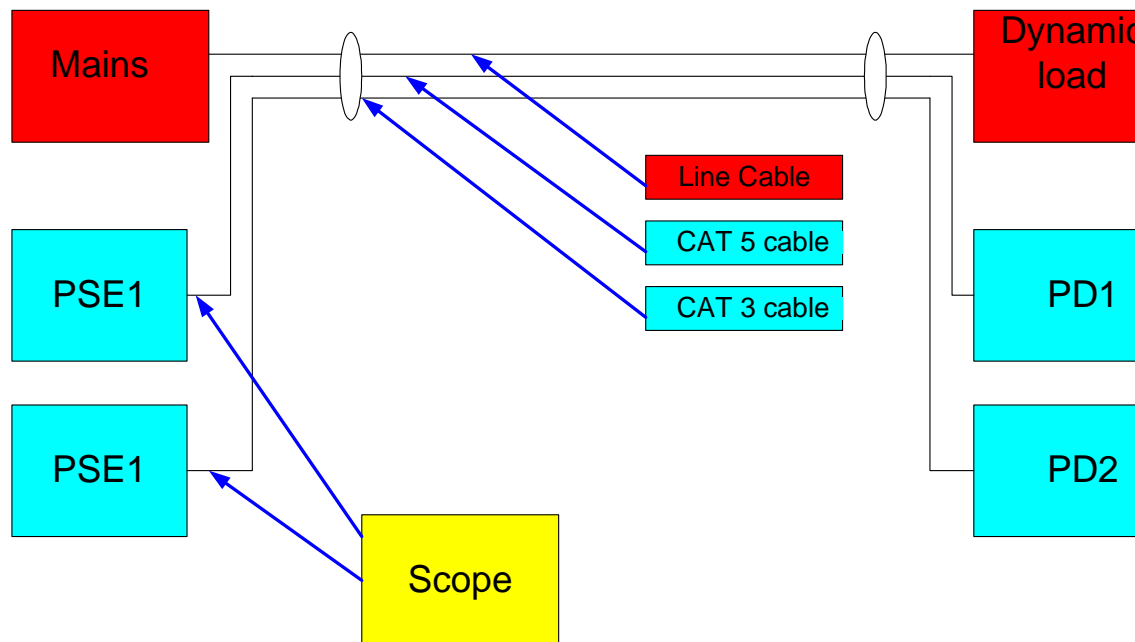 Mains
Dynamic
load
Line Cable
CAT 5 cable
CAT 3 cable
PSE1
PD1
PSE1
PD2
Scope